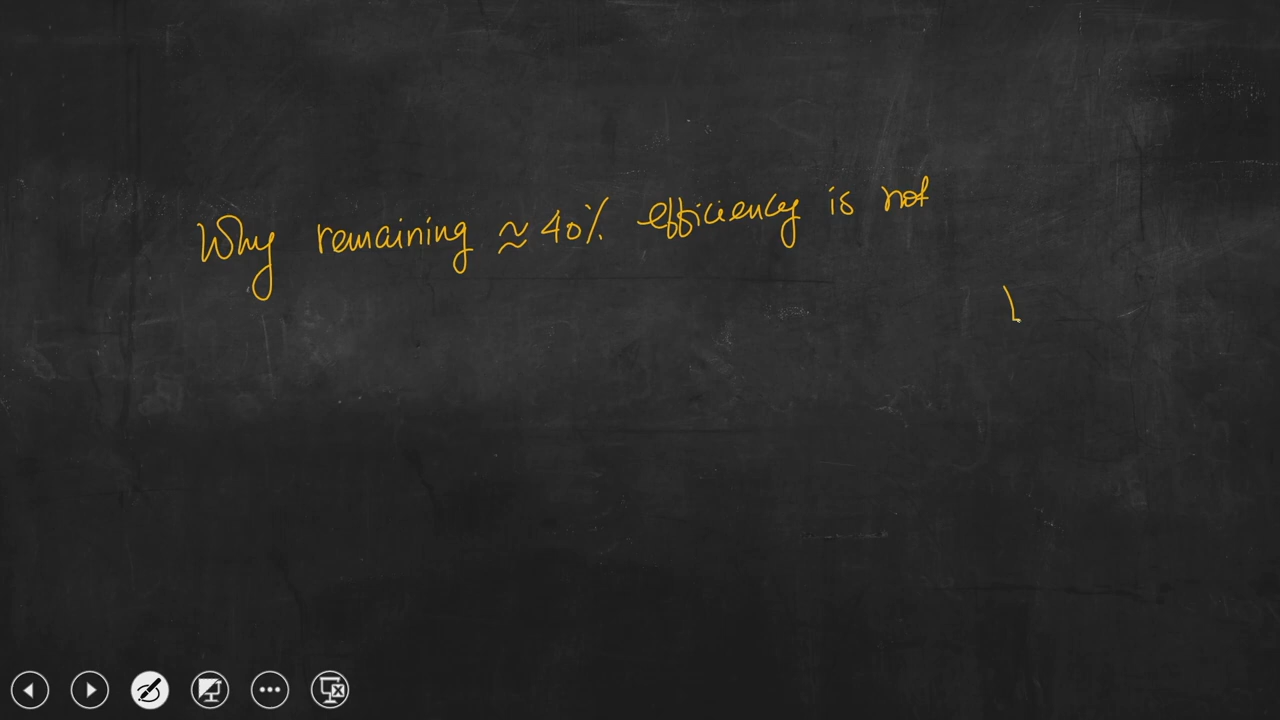 Why remaining ≈ 40% efficiency is not